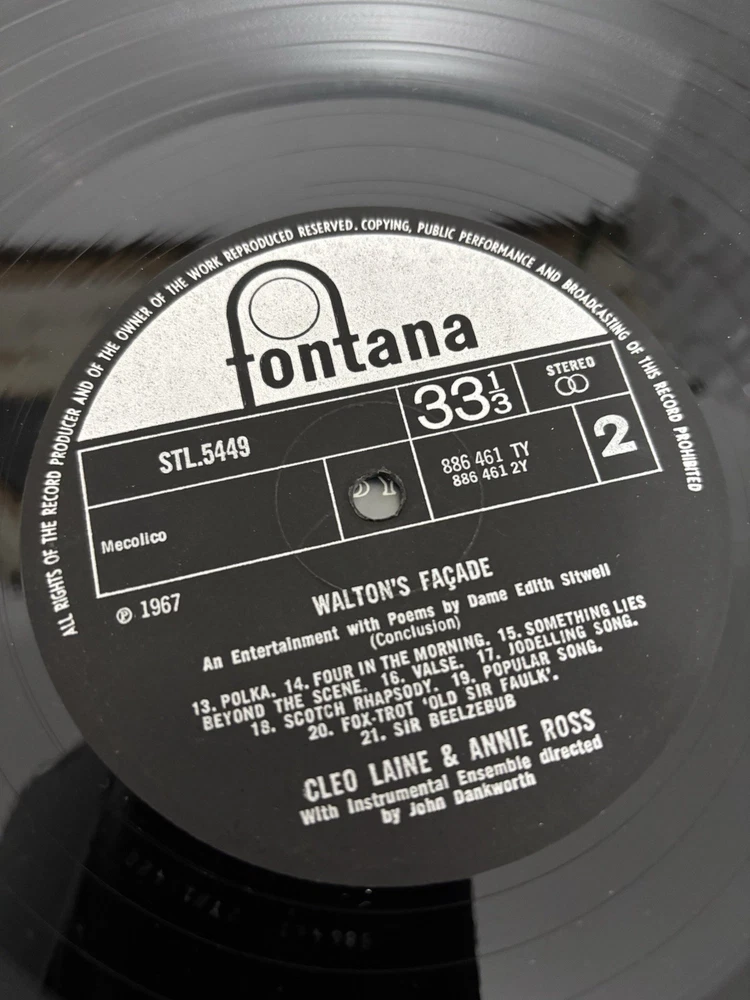 ALL RIGHTS OF THE RECORD PRODUCER AND OF THE OWNER OF THE WORK REPRODUCED RESERVED. COPYING, PUBLIC PERFORMANCE AND BROADCASTING OF THIS RECORD PROHIBITED
fontana
STL.5449
33⅓
STEREO
886 461 TY
886 461 2Y
2
Mecolico
Ⓟ 1967
WALTON'S FAÇADE
An Entertainment with Poems by Dame Edith Sitwell
(Conclusion)
13. POLKA. 14. FOUR IN THE MORNING. 15. SOMETHING LIES
BEYOND THE SCENE. 16. VALSE. 17. JODELLING SONG.
18. SCOTCH RHAPSODY. 19. POPULAR SONG.
20. FOX-TROT 'OLD SIR FAULK'.
21. SIR BEELZEBUB
CLEO LAINE & ANNIE ROSS
With Instrumental Ensemble directed
by John Dankworth